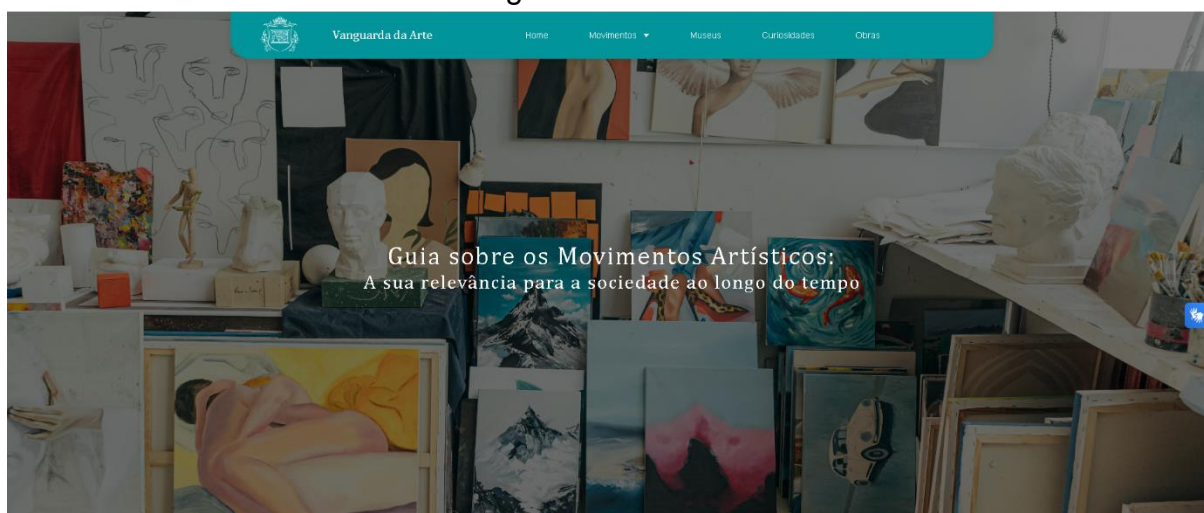 Vanguarda da Arte
Home
Movimentos
Museus
Curiosidades
Obras
Guia sobre os Movimentos Artísticos:
A sua relevância para a sociedade ao longo do tempo